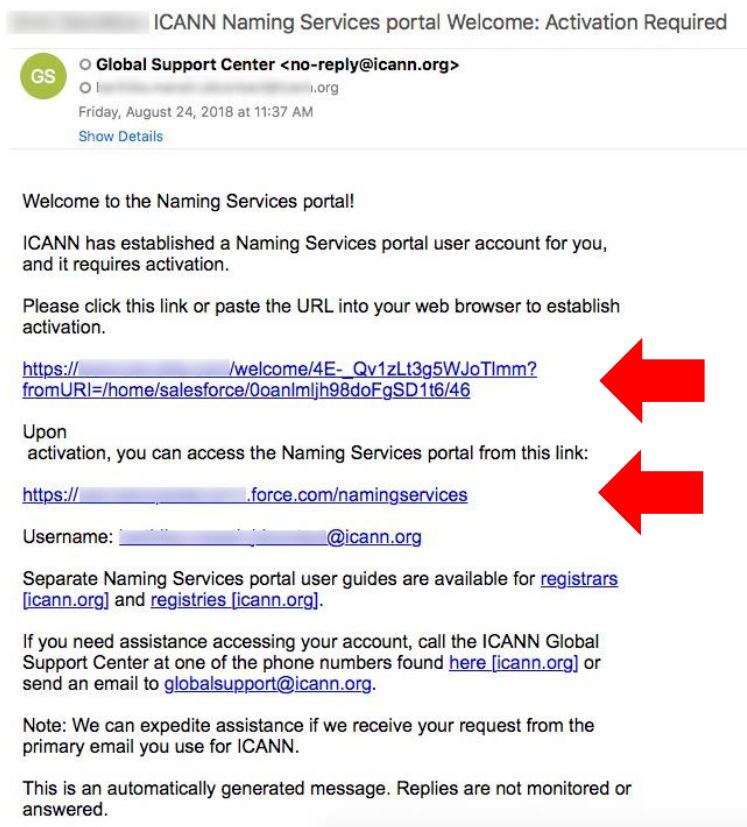 ICANN Naming Services portal Welcome: Activation Required
GS
Global Support Center <no-reply@icann.org>
.org
Friday, August 24, 2018 at 11:37 AM
Show Details
Welcome to the Naming Services portal!
ICANN has established a Naming Services portal user account for you,
and it requires activation.
Please click this link or paste the URL into your web browser to establish
activation.
https:// /welcome/4E-_Qv1zLt3g5WJoTlmm?
fromURI=/home/salesforce/0oanlmljh98doFgSD1t6/46
Upon
activation, you can access the Naming Services portal from this link:
https:// .force.com/namingservices
Username: @icann.org
Separate Naming Services portal user guides are available for registrars
[icann.org] and registries [icann.org].
If you need assistance accessing your account, call the ICANN Global
Support Center at one of the phone numbers found here [icann.org] or
send an email to globalsupport@icann.org.
Note: We can expedite assistance if we receive your request from the
primary email you use for ICANN.
This is an automatically generated message. Replies are not monitored or
answered.